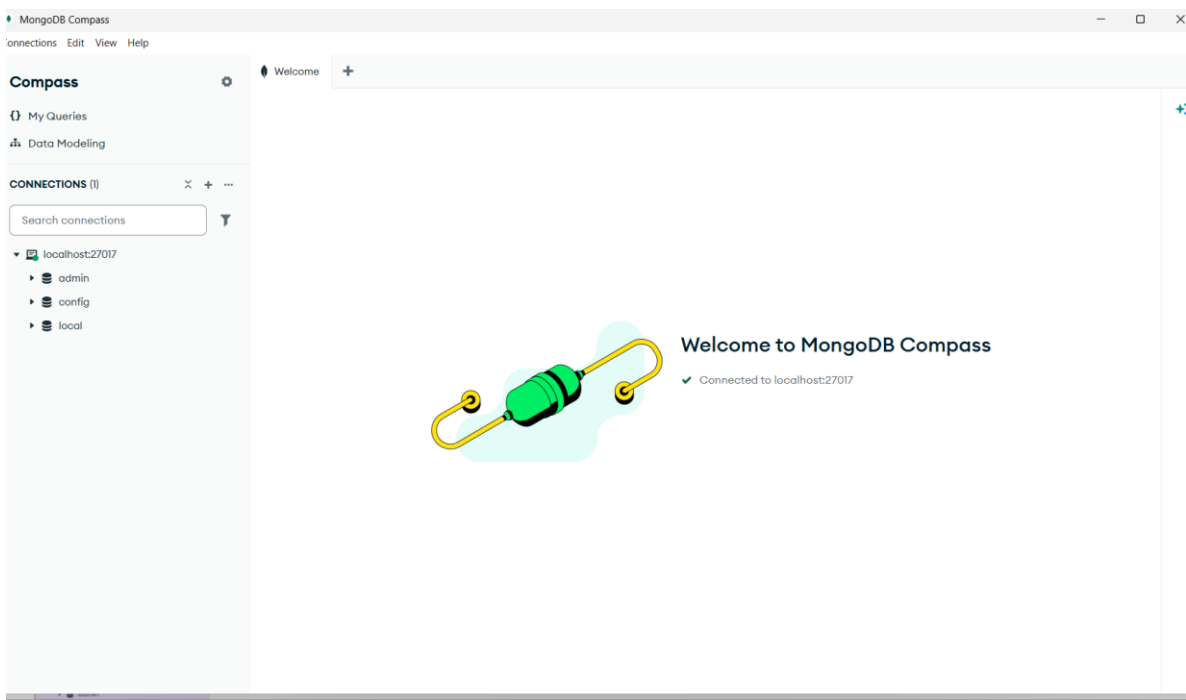 MongoDB Compass
Connections Edit View Help
Compass
Welcome
My Queries
Data Modeling
CONNECTIONS (1)
Search connections
localhost:27017
admin
config
local
Welcome to MongoDB Compass
Connected to localhost:27017